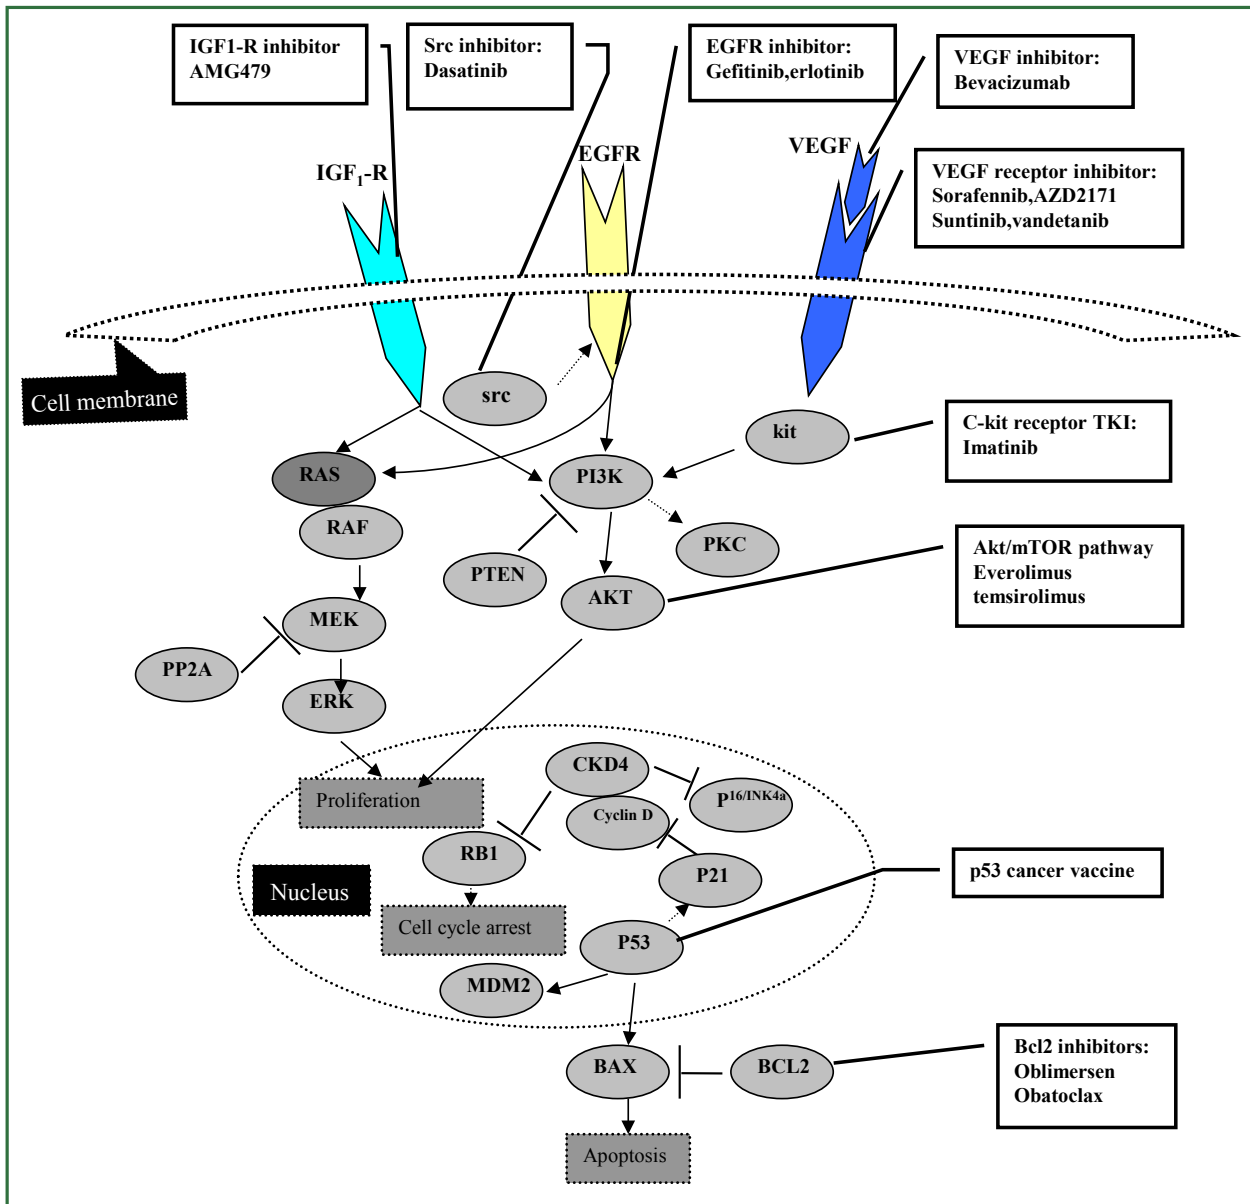 IGF1-R inhibitor
AMG479
Src inhibitor:
Dasatinib
EGFR inhibitor:
Gefitinib,erlotinib
VEGF inhibitor:
Bevacizumab
VEGF receptor inhibitor:
Sorafennib,AZD2171
Suntinib,vandetanib
IGF1-R
EGFR
VEGF
Cell membrane
src
kit
C-kit receptor TKI:
Imatinib
RAS
PI3K
RAF
PKC
PTEN
AKT
Akt/mTOR pathway
Everolimus
temsirolimus
MEK
PP2A
ERK
CKD4
P16/INK4a
Proliferation
Cyclin D
RB1
P21
p53 cancer vaccine
Nucleus
Cell cycle arrest
P53
MDM2
BAX
BCL2
Bcl2 inhibitors:
Oblimersen
Obatoclax
Apoptosis